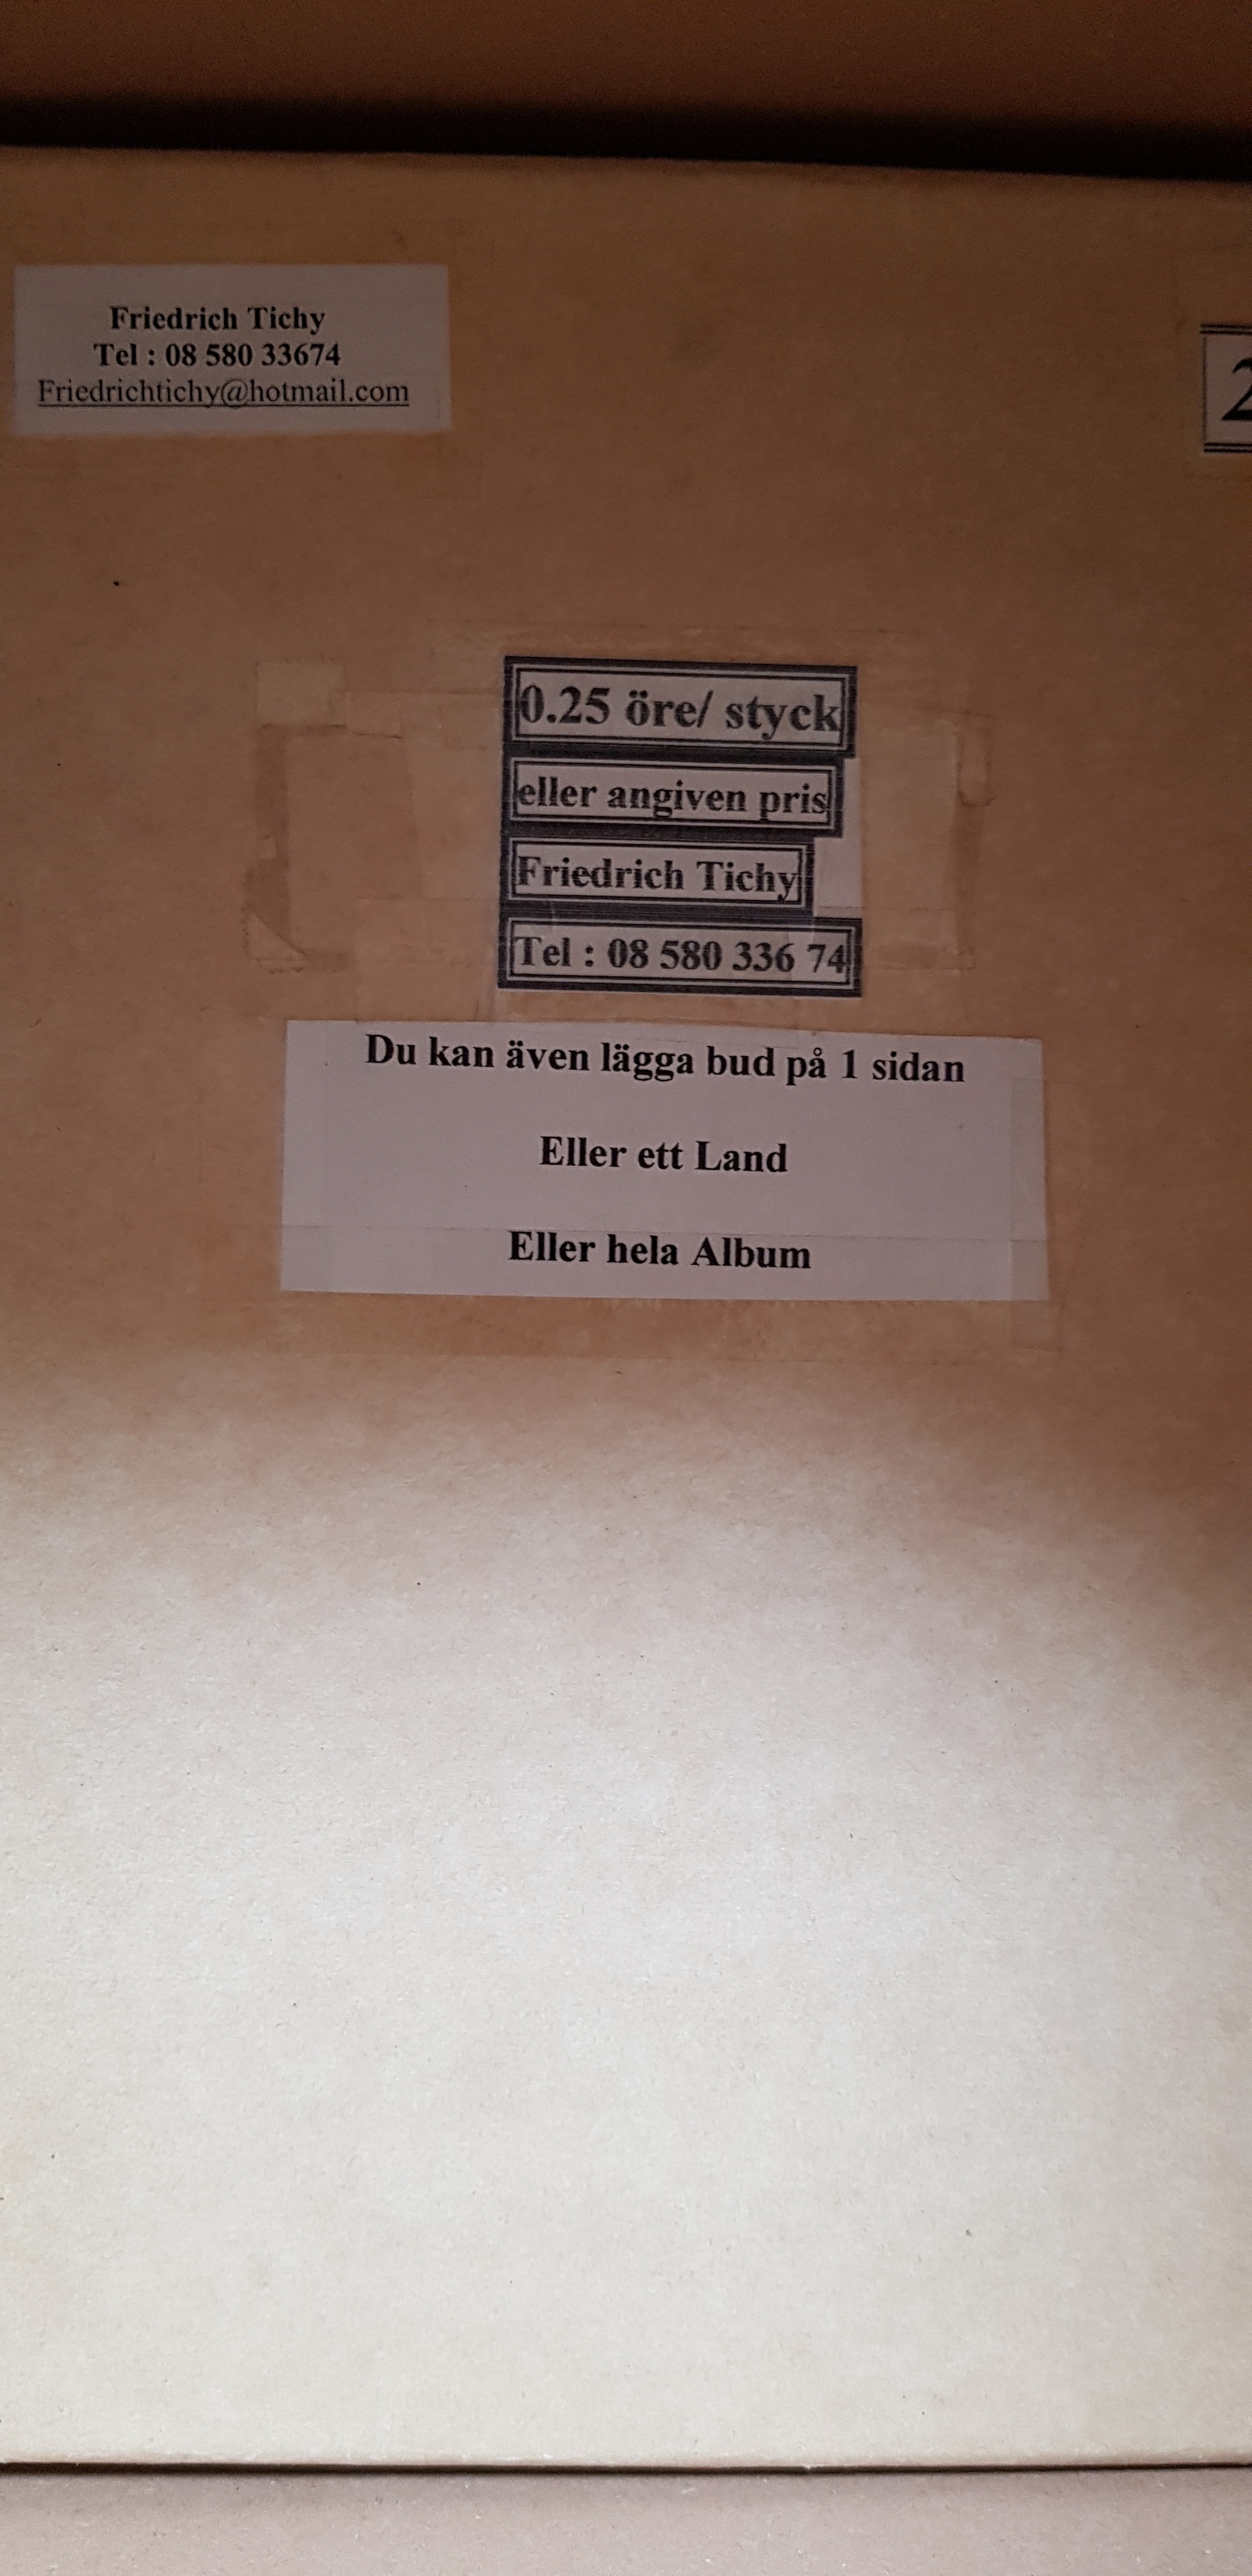 Friedrich Tichy
Tel : 08 580 33674
Friedrichtichy@hotmail.com
2
0.25 öre/ styck
eller angiven pris
Friedrich Tichy
Tel : 08 580 336 74
Du kan även lägga bud på 1 sidan
Eller ett Land
Eller hela Album